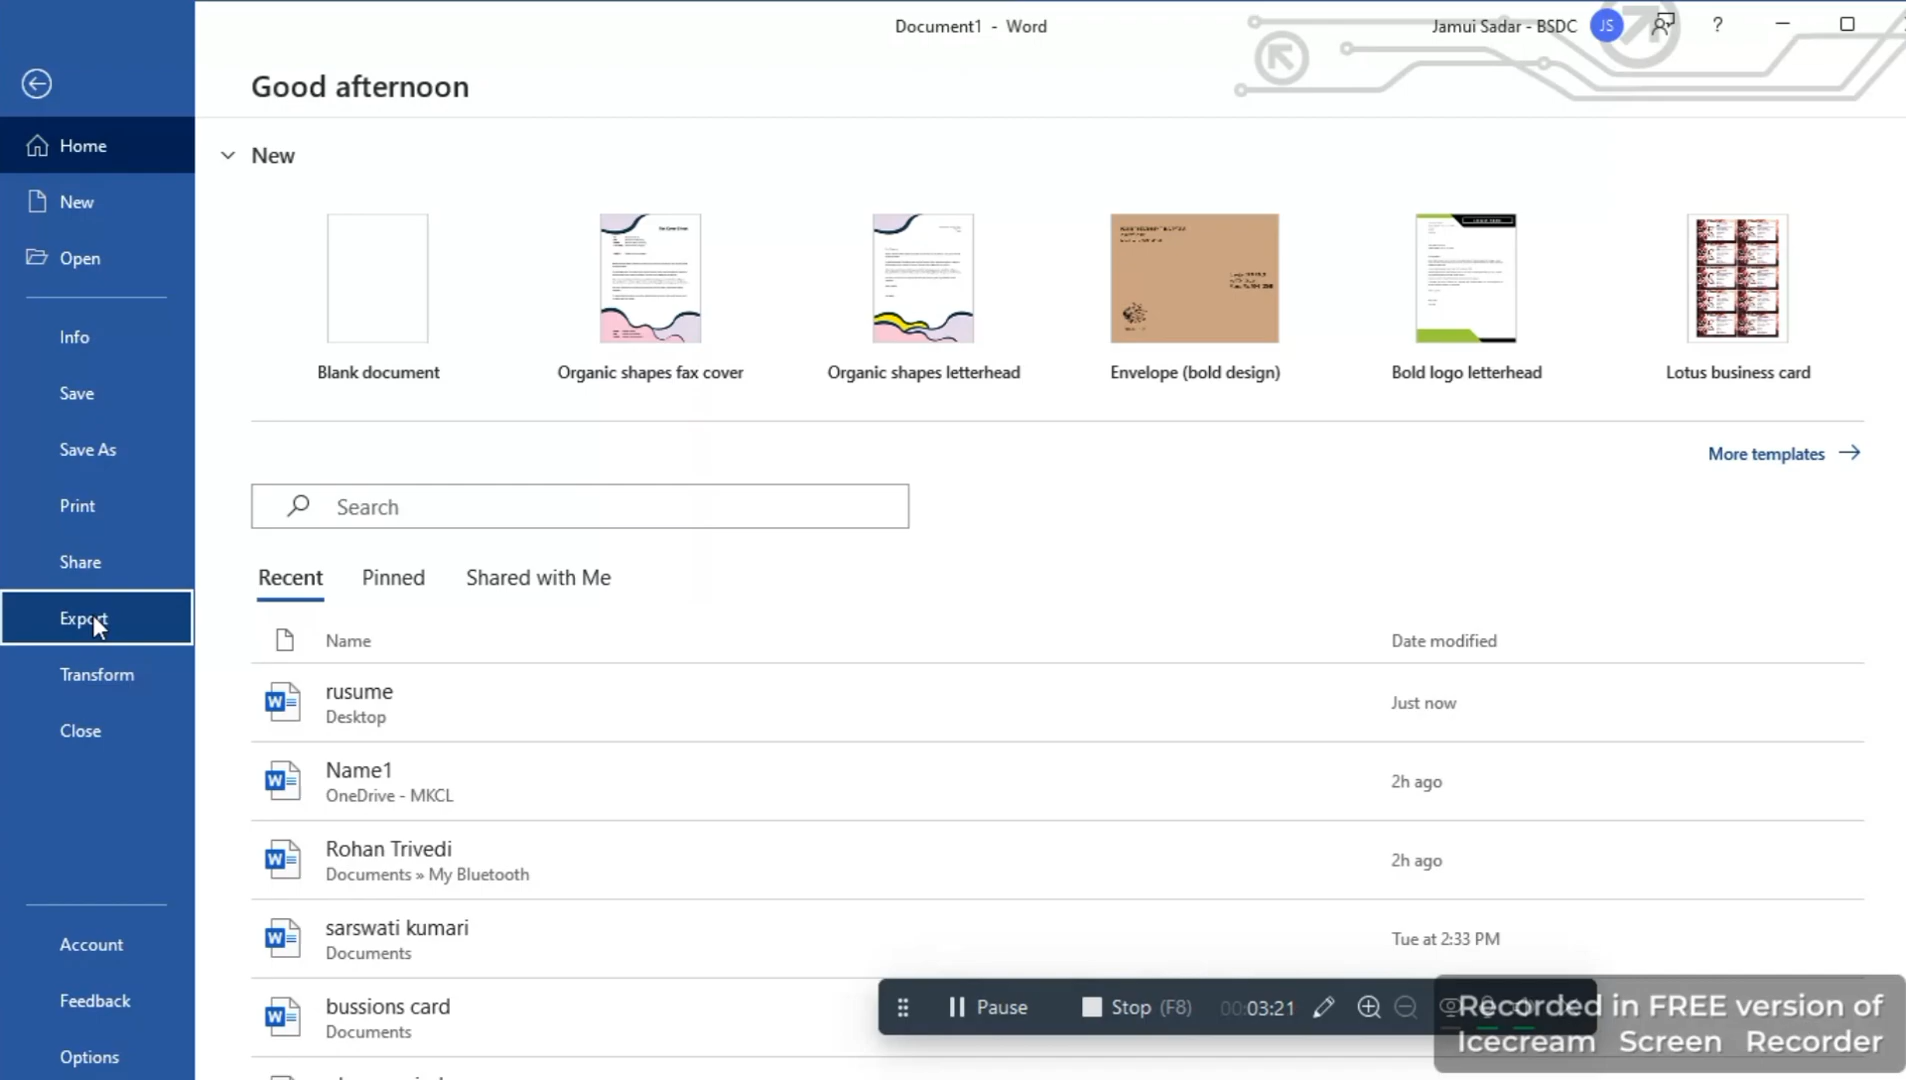 Document1 - Word
Jamui Sadar - BSDC
JS
?
Good afternoon
Home
New
New
Open
Info
Save
Save As
Print
Share
Export
Transform
Close
Account
Feedback
Options
Blank document
Organic shapes fax cover
Organic shapes letterhead
Envelope (bold design)
Bold logo letterhead
Lotus business card
More templates
Search
Recent
Pinned
Shared with Me
Name
Date modified
rusume
Desktop
Just now
Name1
OneDrive - MKCL
2h ago
Rohan Trivedi
Documents » My Bluetooth
2h ago
sarswati kumari
Documents
Tue at 2:33 PM
bussions card
Documents
Pause
Stop (F8)
00:03:21
Recorded in FREE version of
Icecream Screen Recorder